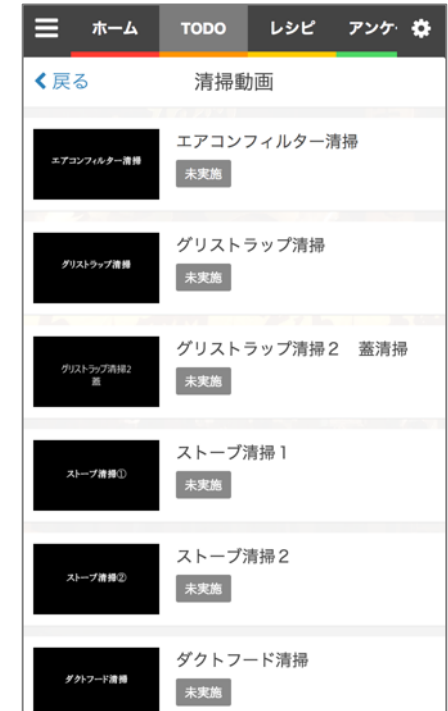 ホーム TODO レシピ アンケ
戻る 清掃動画
エアコンフィルター清掃
エアコンフィルター清掃
未実施
グリストラップ清掃
グリストラップ清掃
未実施
グリストラップ清掃2
蓋
グリストラップ清掃2 蓋清掃
未実施
ストーブ清掃①
ストーブ清掃1
未実施
ストーブ清掃②
ストーブ清掃2
未実施
ダクトフード清掃
ダクトフード清掃
未実施